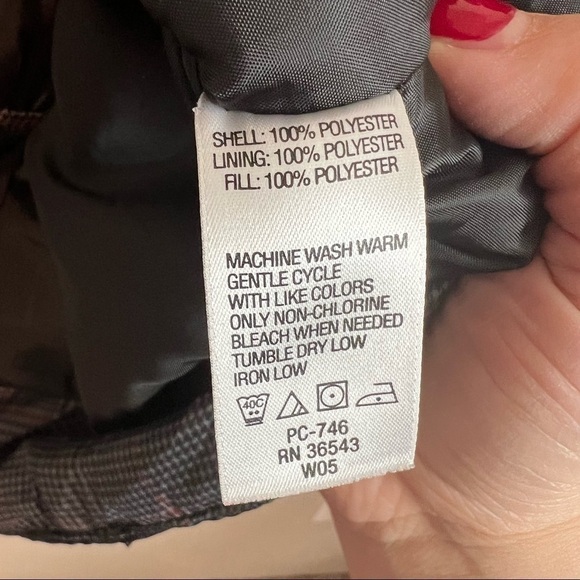 SHELL: 100% POLYESTER
LINING: 100% POLYESTER
FILL: 100% POLYESTER
MACHINE WASH WARM
GENTLE CYCLE
WITH LIKE COLORS
ONLY NON-CHLORINE
BLEACH WHEN NEEDED
TUMBLE DRY LOW
IRON LOW
40C
PC-746
RN 36543
W05